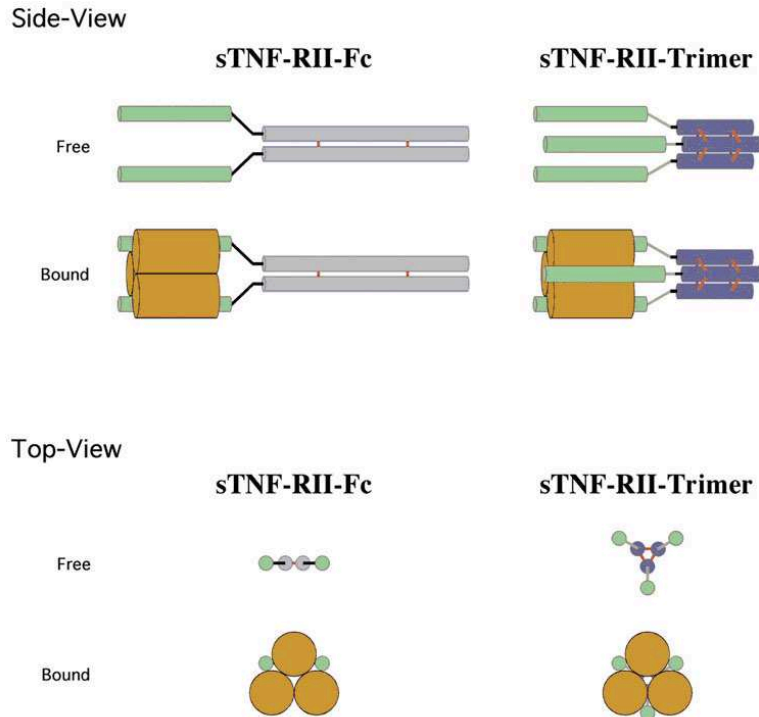 Side-View
sTNF-RII-Fc sTNF-RII-Trimer
Free
Bound
Top-View
sTNF-RII-Fc sTNF-RII-Trimer
Free
Bound